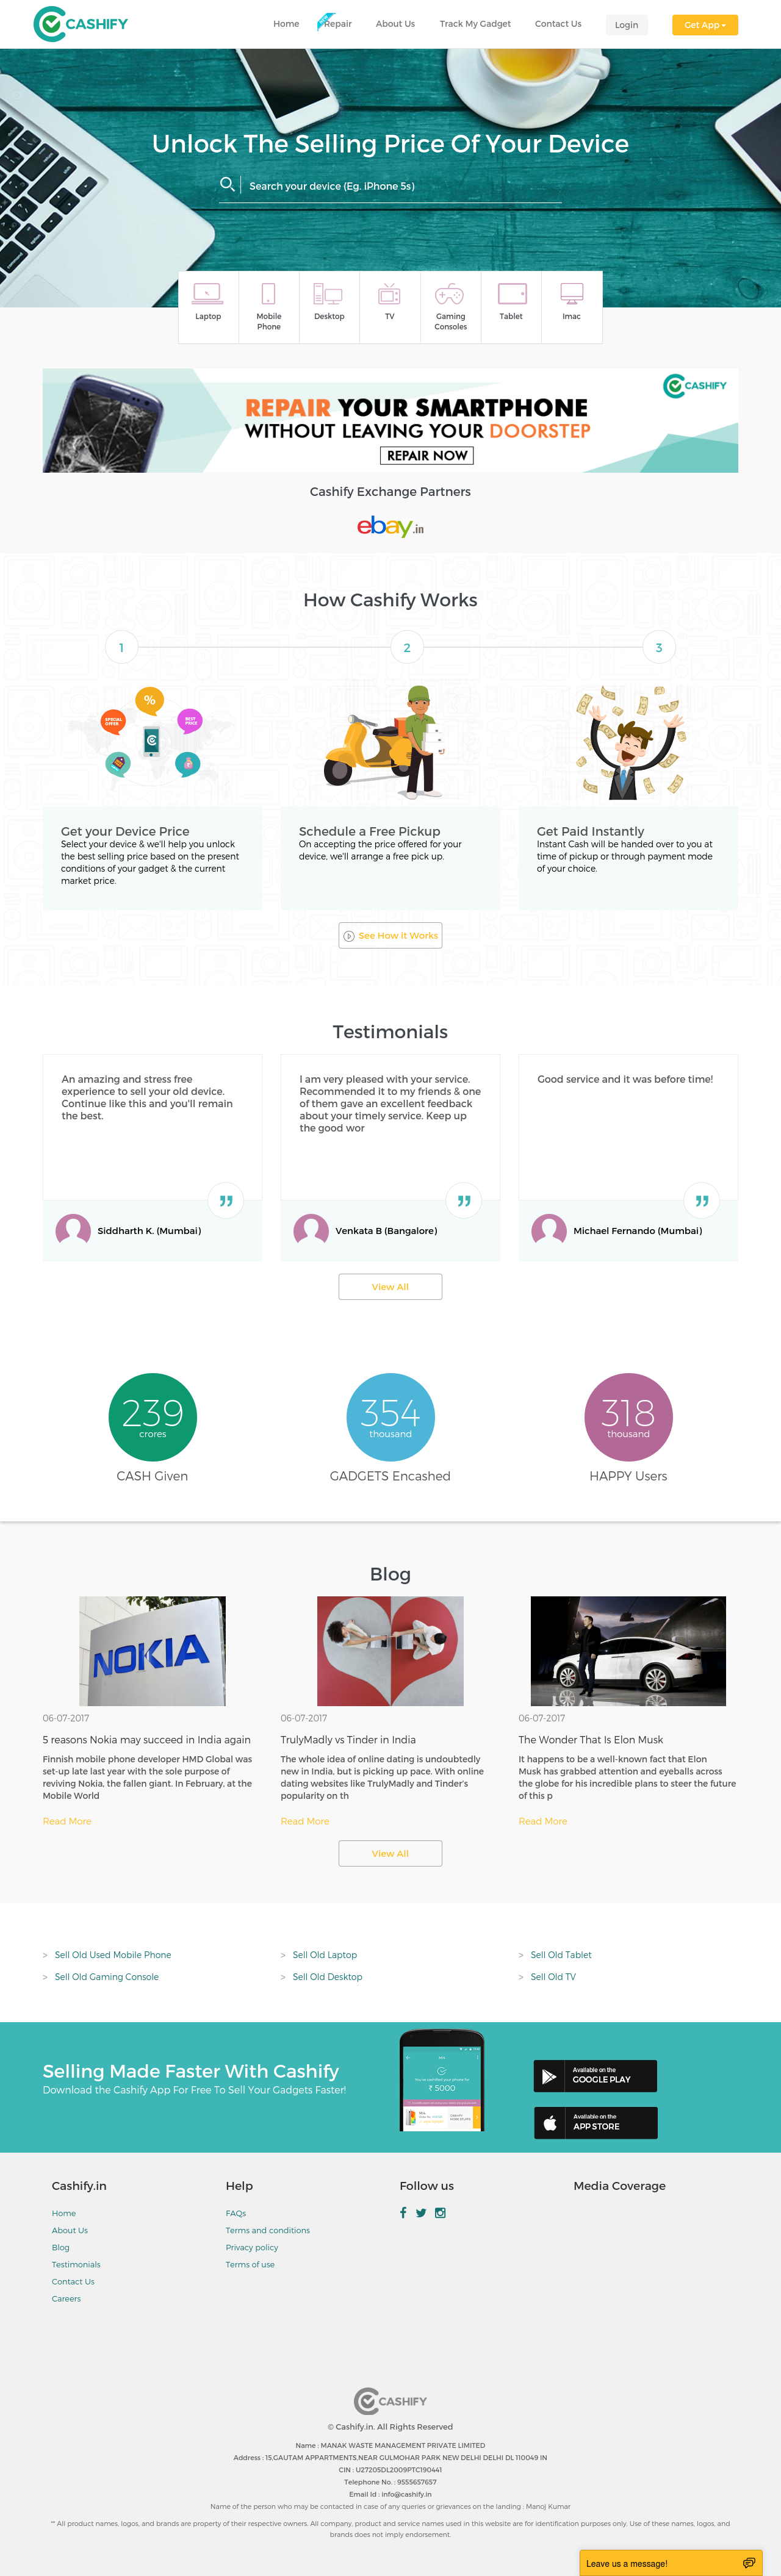 CASHIFY
Home
Repair
About Us
Track My Gadget
Contact Us
Login
Get App
Unlock The Selling Price Of Your Device
Search your device (Eg. iPhone 5s)
Laptop
Mobile
Phone
Desktop
TV
Gaming
Consoles
Tablet
Imac
CASHIFY
REPAIR YOUR SMARTPHONE
WITHOUT LEAVING YOUR DOORSTEP
REPAIR NOW
Cashify Exchange Partners
ebay.in
How Cashify Works
1
2
3
%
SPECIAL
OFFER
BEST
PRICE
Get your Device Price
Select your device & we'll help you unlock
the best selling price based on the present
conditions of your gadget & the current
market price.
Schedule a Free Pickup
On accepting the price offered for your
device, we'll arrange a free pick up.
Get Paid Instantly
Instant Cash will be handed over to you at
time of pickup or through payment mode
of your choice.
See How it Works
Testimonials
An amazing and stress free
experience to sell your old device.
Continue like this and you'll remain
the best.
Siddharth K. (Mumbai)
I am very pleased with your service.
Recommended it to my friends & one
of them gave an excellent feedback
about your timely service. Keep up
the good wor
Venkata B (Bangalore)
Good service and it was before time!
Michael Fernando (Mumbai)
View All
239
crores
CASH Given
354
thousand
GADGETS Encashed
318
thousand
HAPPY Users
Blog
NOKIA
06-07-2017
5 reasons Nokia may succeed in India again
Finnish mobile phone developer HMD Global was
set-up late last year with the sole purpose of
reviving Nokia, the fallen giant. In February, at the
Mobile World
Read More
06-07-2017
TrulyMadly vs Tinder in India
The whole idea of online dating is undoubtedly
new in India, but is picking up pace. With online
dating websites like TrulyMadly and Tinder's
popularity on th
Read More
06-07-2017
The Wonder That Is Elon Musk
It happens to be a well-known fact that Elon
Musk has grabbed attention and eyeballs across
the globe for his incredible plans to steer the future
of this p
Read More
View All
> Sell Old Used Mobile Phone
> Sell Old Laptop
> Sell Old Tablet
> Sell Old Gaming Console
> Sell Old Desktop
> Sell Old TV
Selling Made Faster With Cashify
Download the Cashify App For Free To Sell Your Gadgets Faster!
₹ 5000
Available on the
GOOGLE PLAY
Available on the
APP STORE
Cashify.in
Home
About Us
Blog
Testimonials
Contact Us
Careers
Help
FAQs
Terms and conditions
Privacy policy
Terms of use
Follow us
Media Coverage
CASHIFY
© Cashify.in. All Rights Reserved
Name : MANAK WASTE MANAGEMENT PRIVATE LIMITED
Address : 15,GAUTAM APPARTMENTS,NEAR GULMOHAR PARK NEW DELHI DELHI DL 110049 IN
CIN : U27205DL2009PTC190441
Telephone No. : 9555657657
Email Id : info@cashify.in
Name of the person who may be contacted in case of any queries or grievances on the landing : Manoj Kumar
** All product names, logos, and brands are property of their respective owners. All company, product and service names used in this website are for identification purposes only. Use of these names, logos, and
brands does not imply endorsement.
Leave us a message!